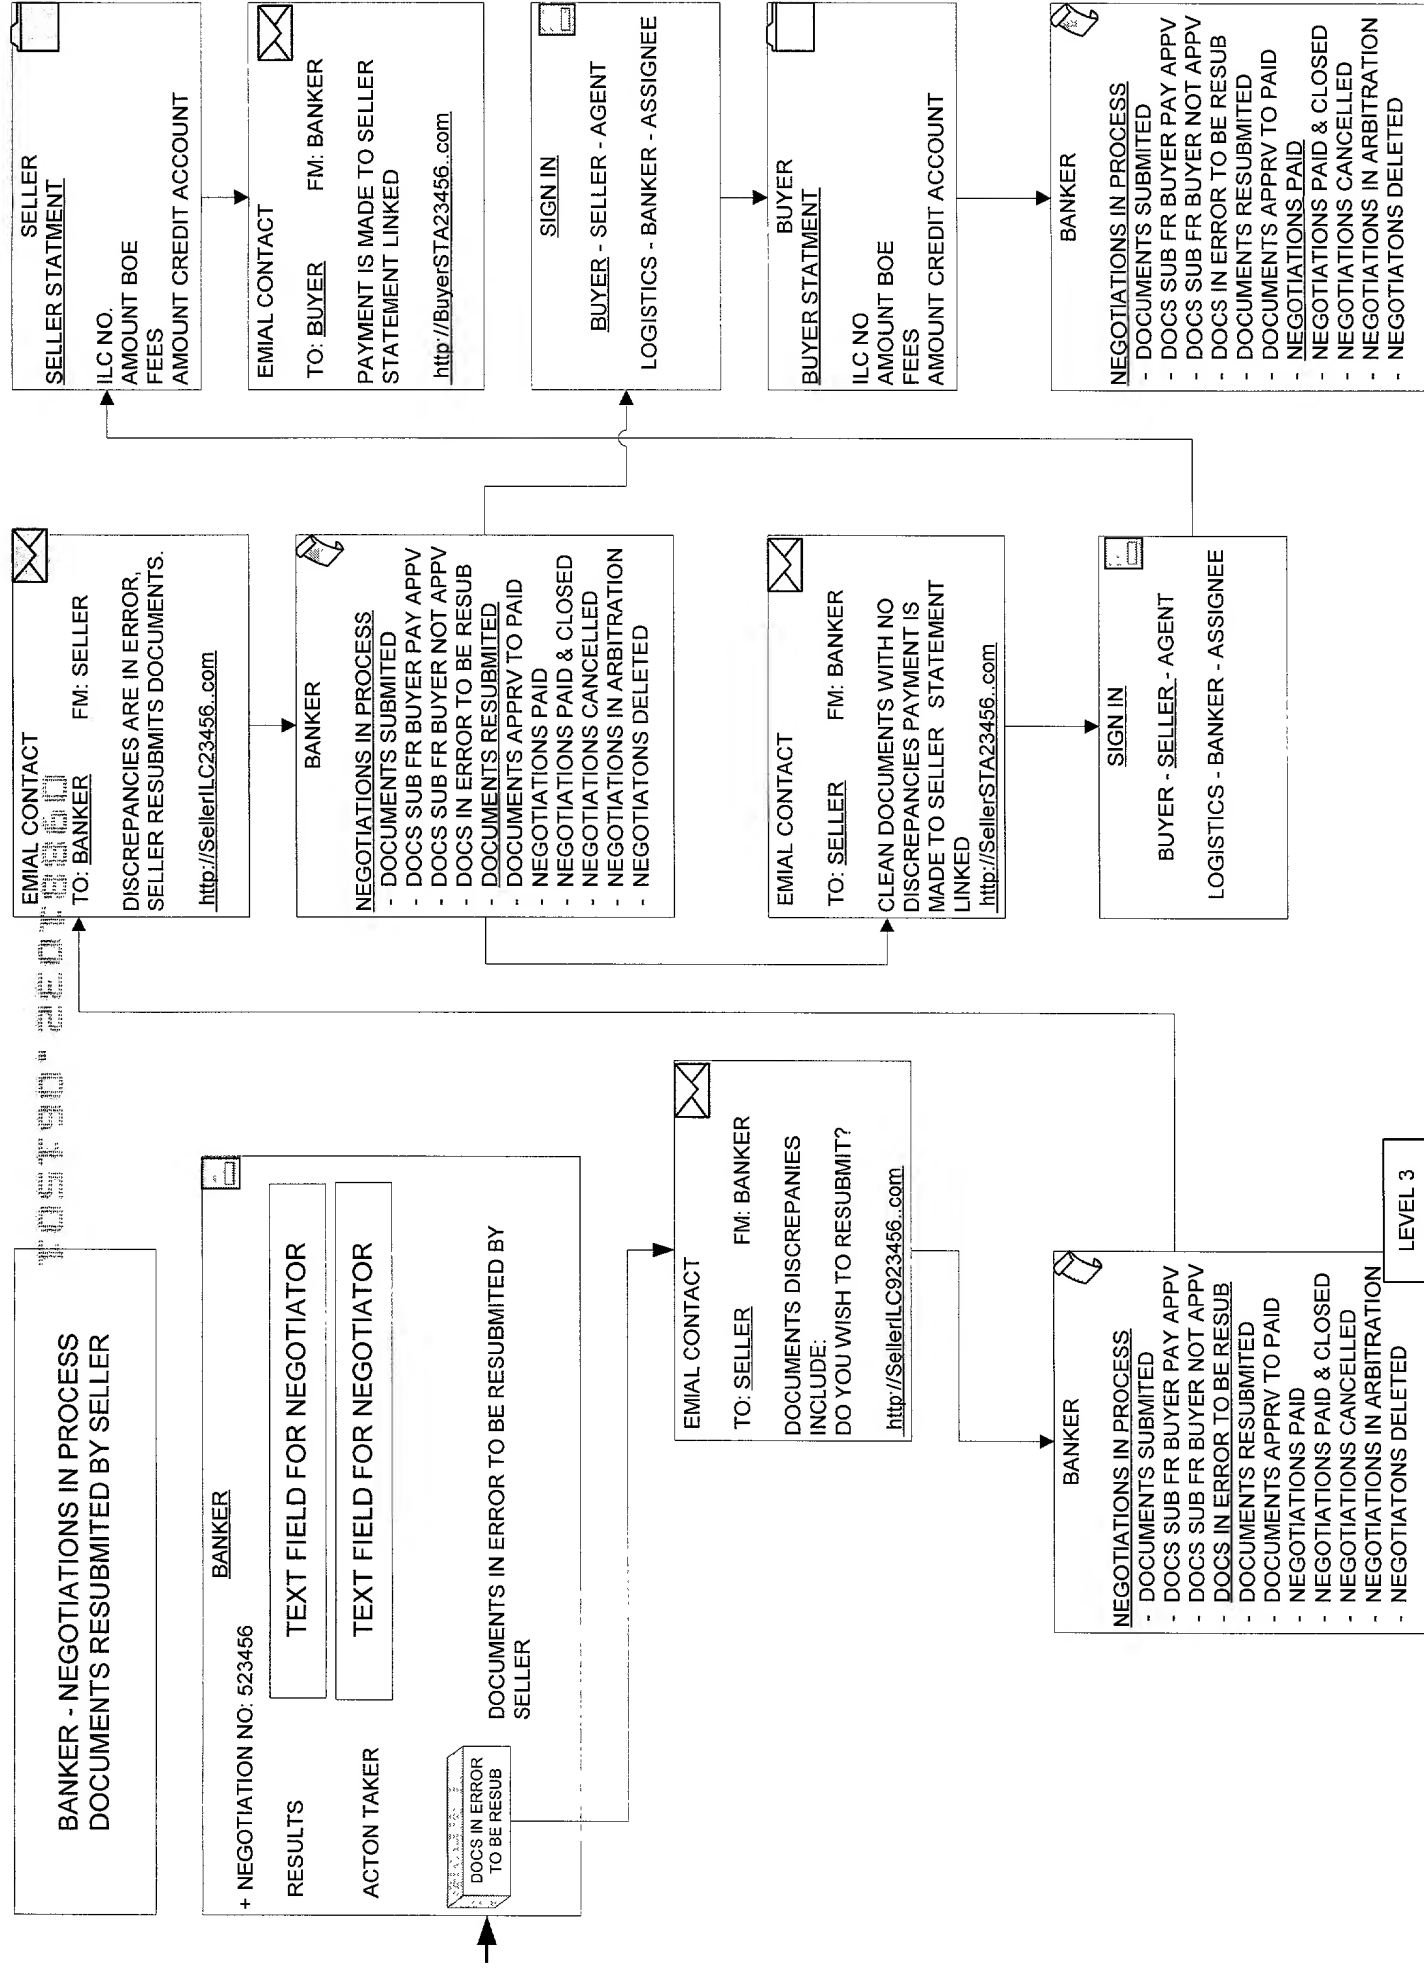 BANKER - NEGOTIATIONS IN PROCESS
DOCUMENTS RESUBMITED BY SELLER
BANKER
+ NEGOTIATION NO: 523456
RESULTS
TEXT FIELD FOR NEGOTIATOR
ACTON TAKER
TEXT FIELD FOR NEGOTIATOR
DOCS IN ERROR
TO BE RESUB
DOCUMENTS IN ERROR TO BE RESUBMITED BY
SELLER
EMIAL CONTACT
TO: SELLER FM: BANKER
DOCUMENTS DISCREPANIES
INCLUDE:
DO YOU WISH TO RESUBMIT?
http://SellerILC923456..com
BANKER
NEGOTIATIONS IN PROCESS
- DOCUMENTS SUBMITED
- DOCS SUB FR BUYER PAY APPV
- DOCS SUB FR BUYER NOT APPV
- DOCS IN ERROR TO BE RESUB
- DOCUMENTS RESUBMITED
- DOCUMENTS APPRV TO PAID
- NEGOTIATIONS PAID
- NEGOTIATIONS PAID & CLOSED
- NEGOTIATIONS CANCELLED
- NEGOTIATIONS IN ARBITRATION
- NEGOTIATONS DELETED
LEVEL 3
EMIAL CONTACT
TO: BANKER FM: SELLER
DISCREPANCIES ARE IN ERROR,
SELLER RESUBMITS DOCUMENTS.
http://SellerILC23456..com
BANKER
NEGOTIATIONS IN PROCESS
- DOCUMENTS SUBMITED
- DOCS SUB FR BUYER PAY APPV
- DOCS SUB FR BUYER NOT APPV
- DOCS IN ERROR TO BE RESUB
- DOCUMENTS RESUBMITED
- DOCUMENTS APPRV TO PAID
- NEGOTIATIONS PAID
- NEGOTIATIONS PAID & CLOSED
- NEGOTIATIONS CANCELLED
- NEGOTIATIONS IN ARBITRATION
- NEGOTIATONS DELETED
EMIAL CONTACT
TO: SELLER FM: BANKER
CLEAN DOCUMENTS WITH NO
DISCREPANCIES PAYMENT IS
MADE TO SELLER STATEMENT
LINKED
http://SellerSTA23456..com
SIGN IN
BUYER - SELLER - AGENT
LOGISTICS - BANKER - ASSIGNEE
SELLER
SELLER STATMENT
ILC NO.
AMOUNT BOE
FEES
AMOUNT CREDIT ACCOUNT
EMIAL CONTACT
TO: BUYER FM: BANKER
PAYMENT IS MADE TO SELLER
STATEMENT LINKED
http://BuyerSTA23456..com
SIGN IN
BUYER - SELLER - AGENT
LOGISTICS - BANKER - ASSIGNEE
BUYER
BUYER STATMENT
ILC NO
AMOUNT BOE
FEES
AMOUNT CREDIT ACCOUNT
BANKER
NEGOTIATIONS IN PROCESS
- DOCUMENTS SUBMITED
- DOCS SUB FR BUYER PAY APPV
- DOCS SUB FR BUYER NOT APPV
- DOCS IN ERROR TO BE RESUB
- DOCUMENTS RESUBMITED
- DOCUMENTS APPRV TO PAID
- NEGOTIATIONS PAID
- NEGOTIATIONS PAID & CLOSED
- NEGOTIATIONS CANCELLED
- NEGOTIATIONS IN ARBITRATION
- NEGOTIATONS DELETED